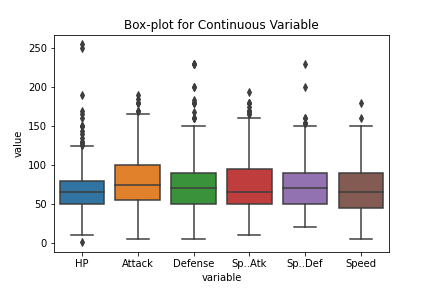 Box-plot for Continuous Variable
250
200
150
100
50
0
value
HP Attack Defense Sp..Atk Sp..Def Speed
variable